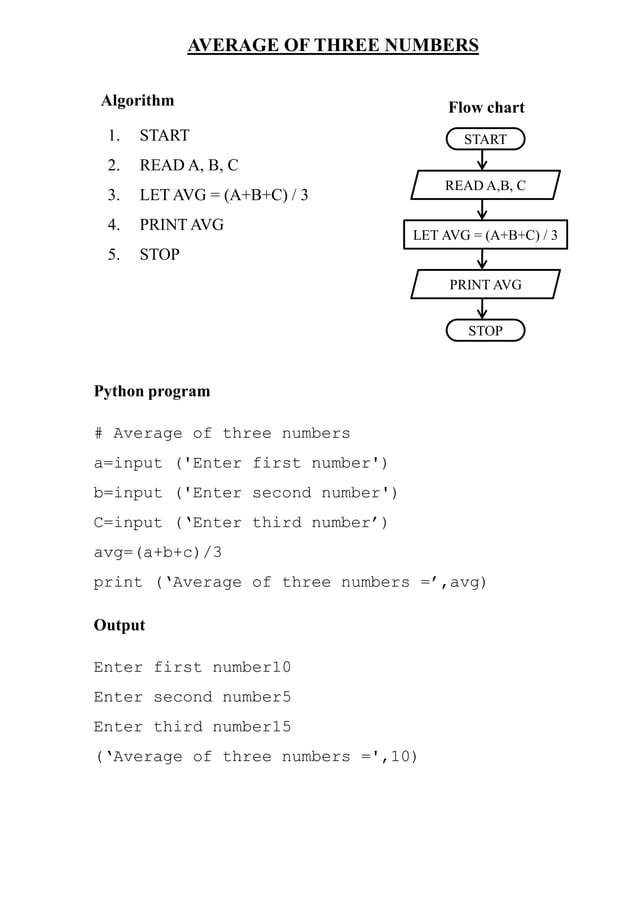 AVERAGE OF THREE NUMBERS
Algorithm
1. START
2. READ A, B, C
3. LET AVG = (A+B+C) / 3
4. PRINT AVG
5. STOP
Flow chart
START
READ A,B, C
LET AVG = (A+B+C) / 3
PRINT AVG
STOP
Python program
# Average of three numbers
a=input ('Enter first number')
b=input ('Enter second number')
C=input (‘Enter third number’)
avg=(a+b+c)/3
print (‘Average of three numbers =’,avg)
Output
Enter first number10
Enter second number5
Enter third number15
(‘Average of three numbers =',10)